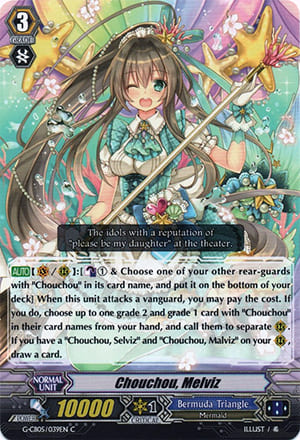 3
GRADE
The idols with a reputation of
"please be my daughter" at the theater.
AUTO [ / ]:[ ① & Choose one of your other rear-guards
with "Chouchou" in its card name, and put it on the bottom of your
deck] When this unit attacks a vanguard, you may pay the cost. If
you do, choose up to one grade 2 and grade 1 card with "Chouchou"
in their card names from your hand, and call them to separate .
If you have a "Chouchou, Selviz" and "Chouchou, Malviz" on your ,
draw a card.
NORMAL
UNIT
Chouchou, Melviz
POWER
10000
1
CRITICAL
Bermuda Triangle
Mermaid
G-CB05/039EN C
ILLUST /